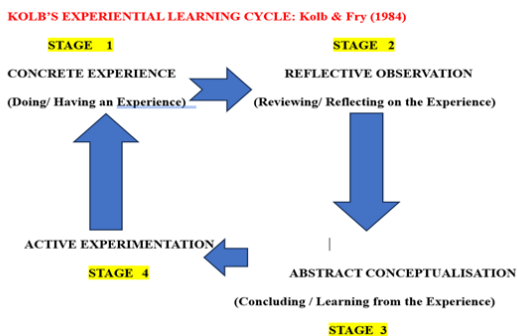 KOLB'S EXPERIENTIAL LEARNING CYCLE: Kolb & Fry (1984)
STAGE 1
STAGE 2
CONCRETE EXPERIENCE
REFLECTIVE OBSERVATION
(Doing/ Having an Experience)
(Reviewing/ Reflecting on the Experience)
ACTIVE EXPERIMENTATION
STAGE 4
ABSTRACT CONCEPTUALISATION
(Concluding / Learning from the Experience)
STAGE 3